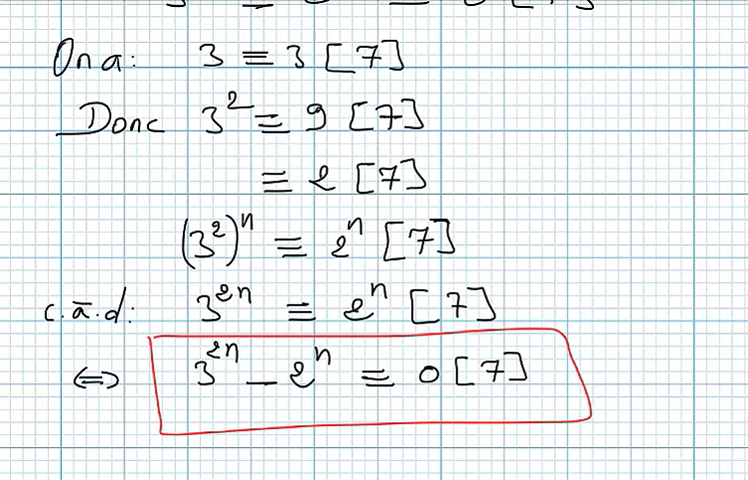 On a: 3 ≡ 3 [7]
Donc 3² ≡ 9 [7]
≡ 2 [7]
(3²)ⁿ ≡ 2ⁿ [7]
c.à.d: 3²ⁿ ≡ 2ⁿ [7]
⇔ 3²ⁿ - 2ⁿ ≡ 0 [7]